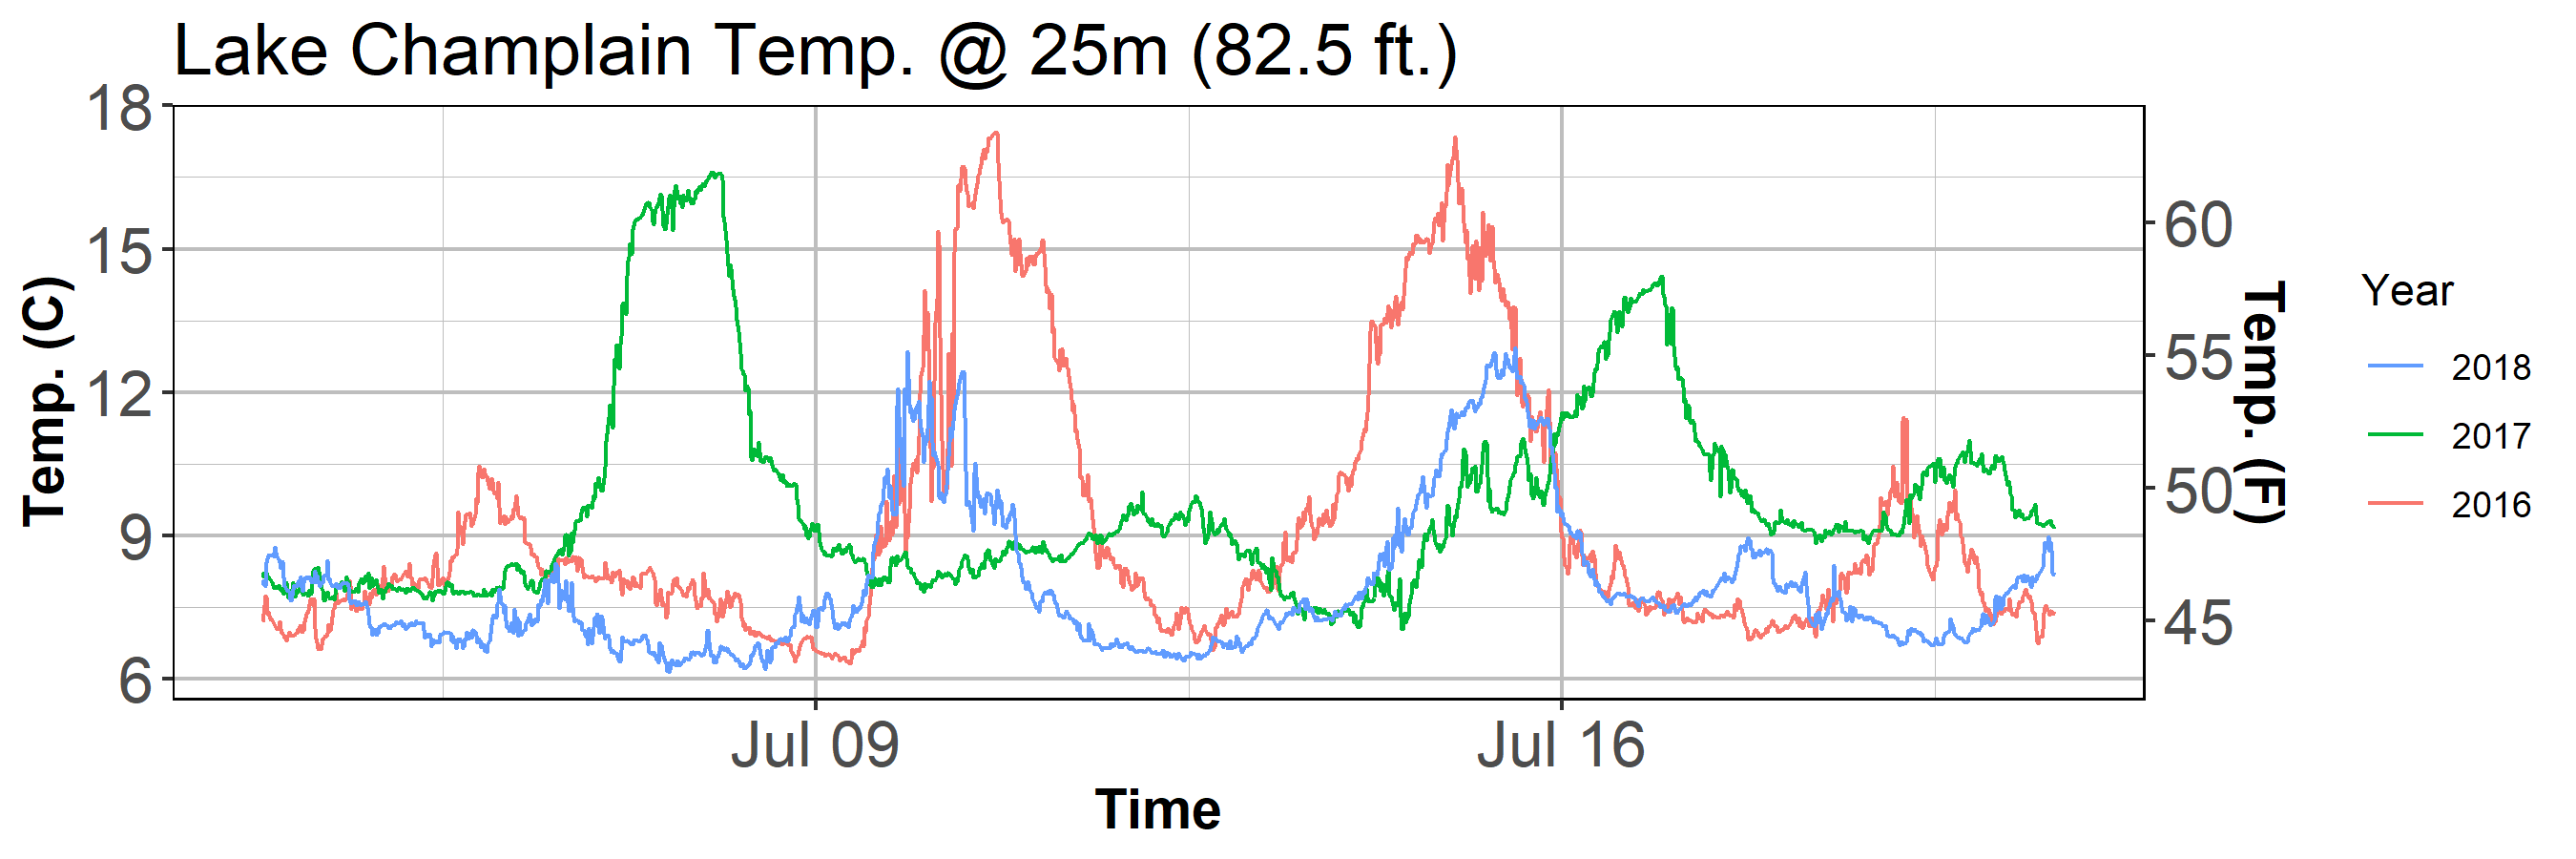 Lake Champlain Temp. @ 25m (82.5 ft.)
18
15
12
9
6
Temp. (C)
60
55
50
45
Temp. (F)
Jul 09
Jul 16
Time
Year
2018
2017
2016